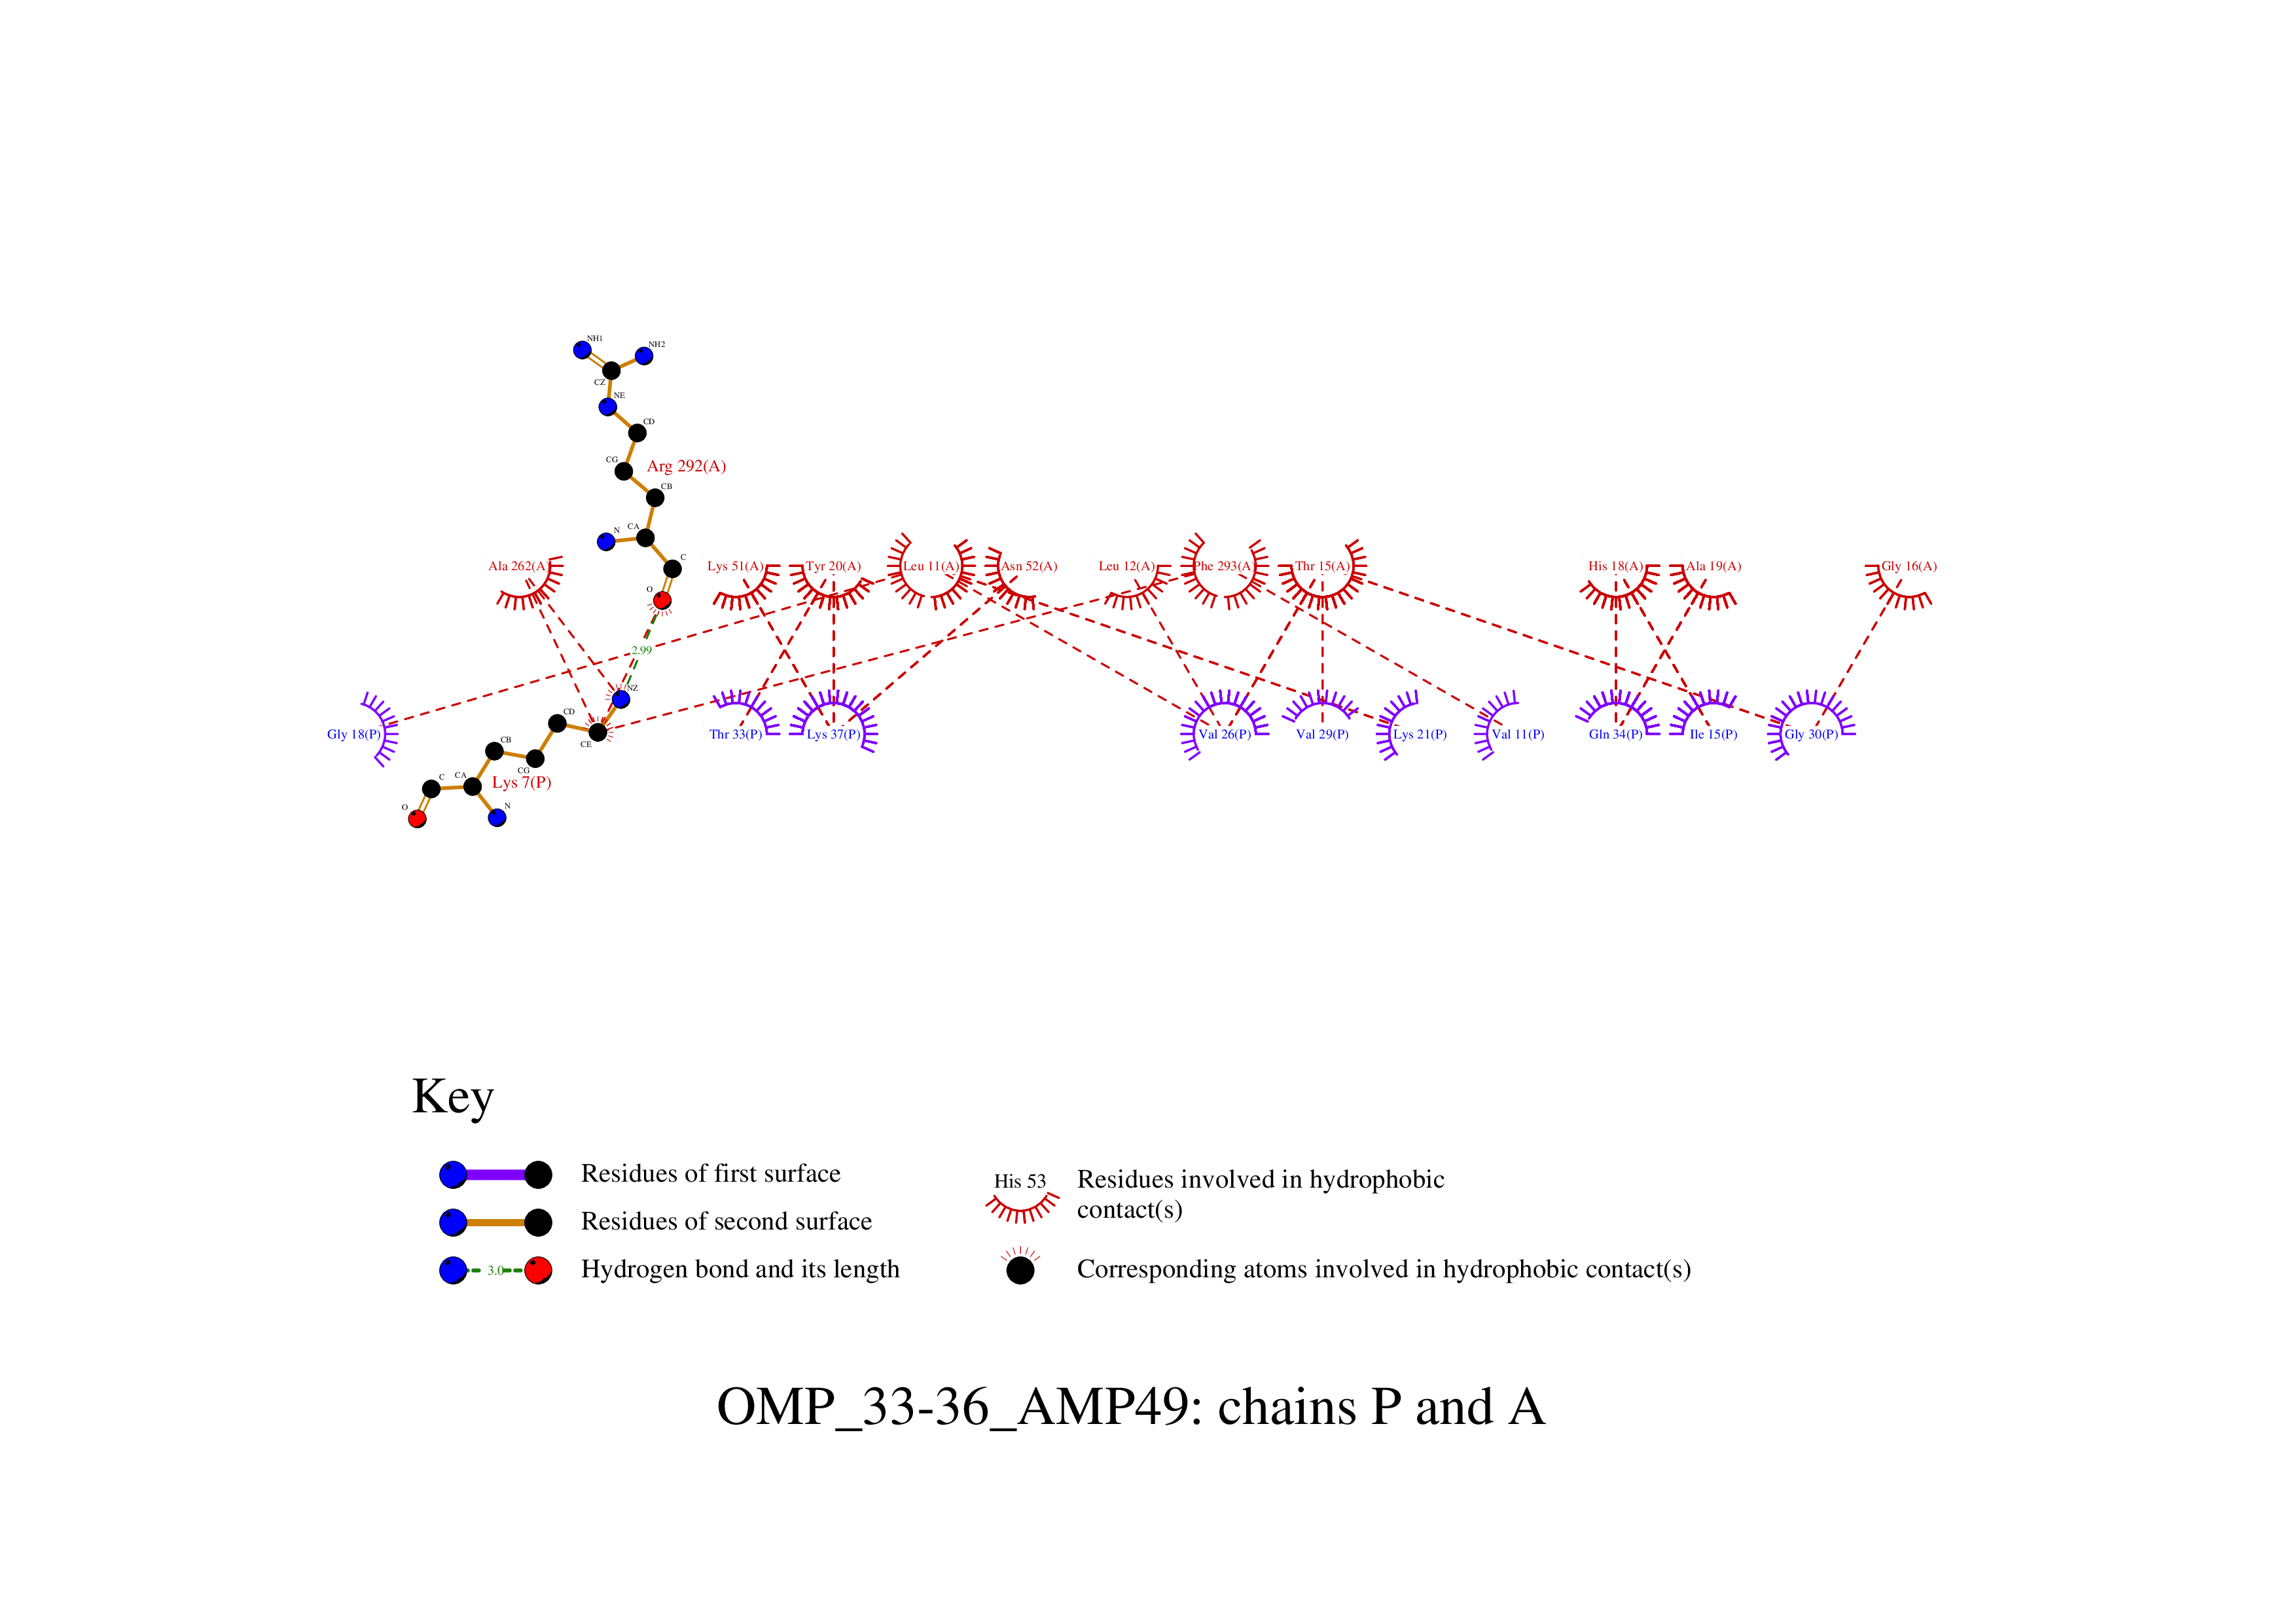 NH1
NH2
CZ
NE
CD
CG
Arg 292(A)
CB
N
CA
C
O
Ala 262(A)
Lys 51(A)
Tyr 20(A)
Leu 11(A)
Asn 52(A)
Leu 12(A)
Phe 293(A)
Thr 15(A)
His 18(A)
Ala 19(A)
Gly 16(A)
2.99
NZ
CD
CE
CB
CG
Lys 7(P)
C
CA
O
N
Gly 18(P)
Thr 33(P)
Lys 37(P)
Val 26(P)
Val 29(P)
Lys 21(P)
Val 11(P)
Gln 34(P)
Ile 15(P)
Gly 30(P)
Key
Residues of first surface
Residues of second surface
3.0
Hydrogen bond and its length
His 53
Residues involved in hydrophobic
contact(s)
Corresponding atoms involved in hydrophobic contact(s)
OMP_33-36_AMP49: chains P and A